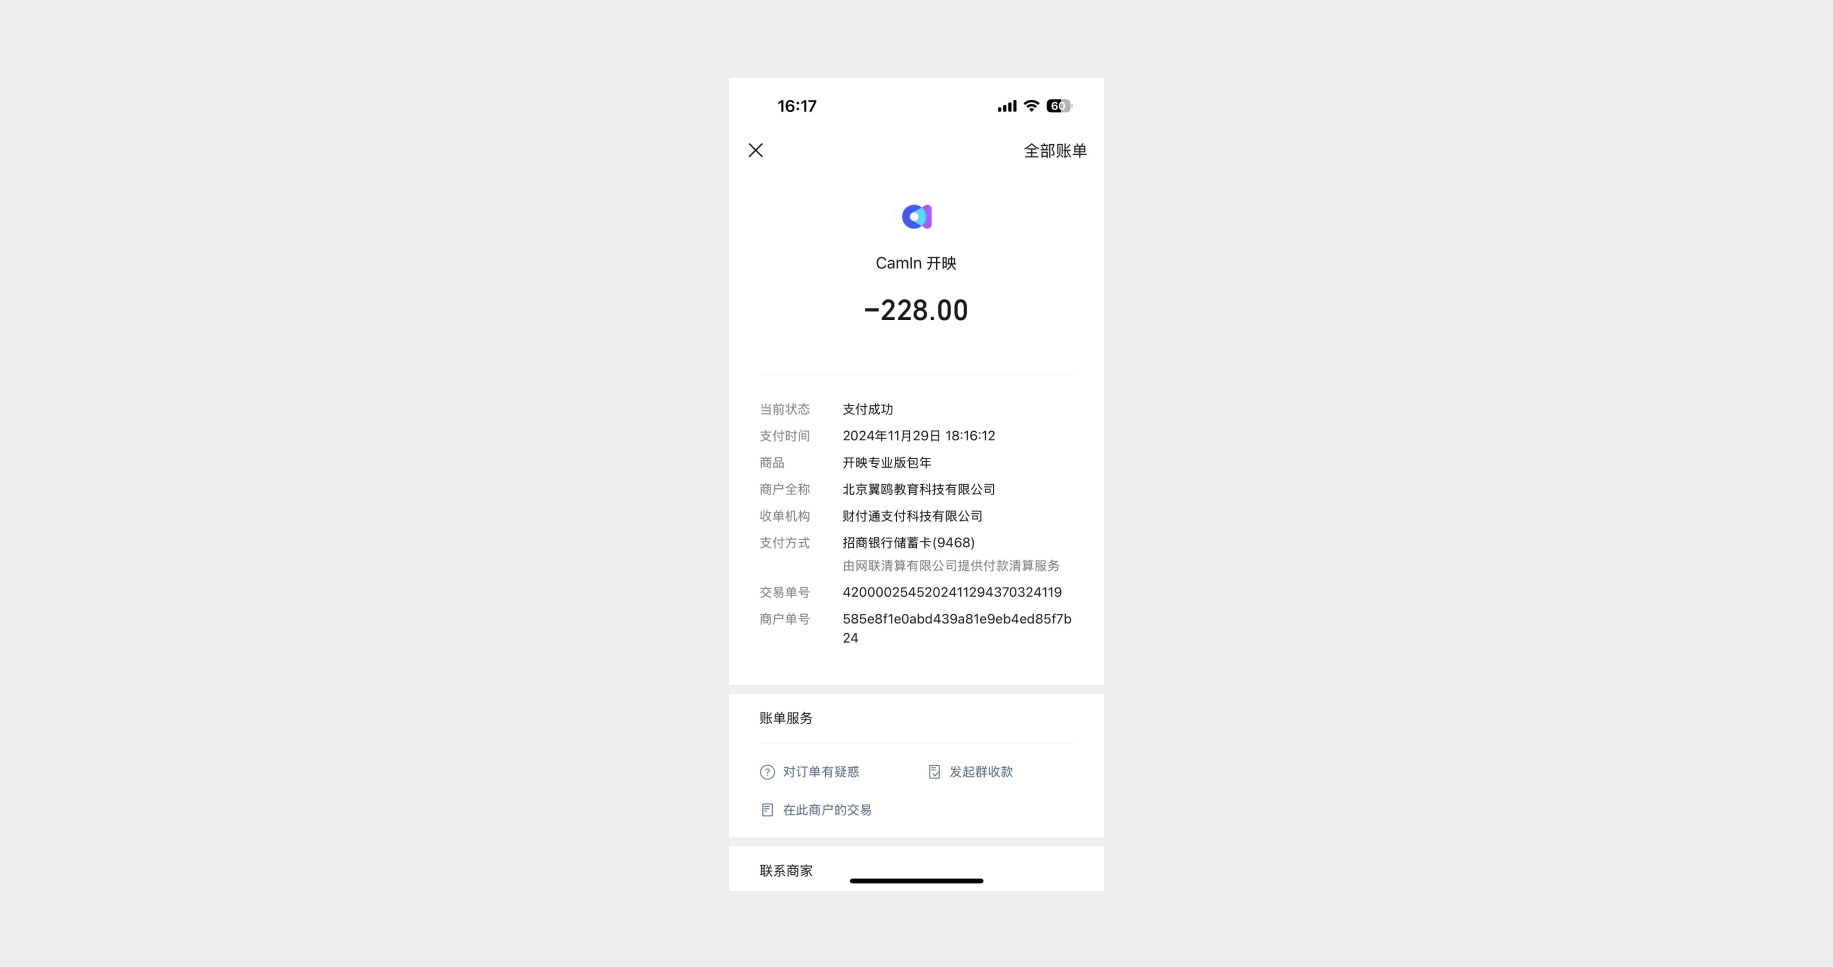 16:17
60
全部账单
CamIn 开映
-228.00
当前状态 支付成功
支付时间 2024年11月29日 18:16:12
商品 开映专业版包年
商户全称 北京翼鸥教育科技有限公司
收单机构 财付通支付科技有限公司
支付方式 招商银行储蓄卡(9468)
由网联清算有限公司提供付款清算服务
交易单号 4200002545202411294370324119
商户单号 585e8f1e0abd439a81e9eb4ed85f7b
24
账单服务
对订单有疑惑 发起群收款
在此商户的交易
联系商家